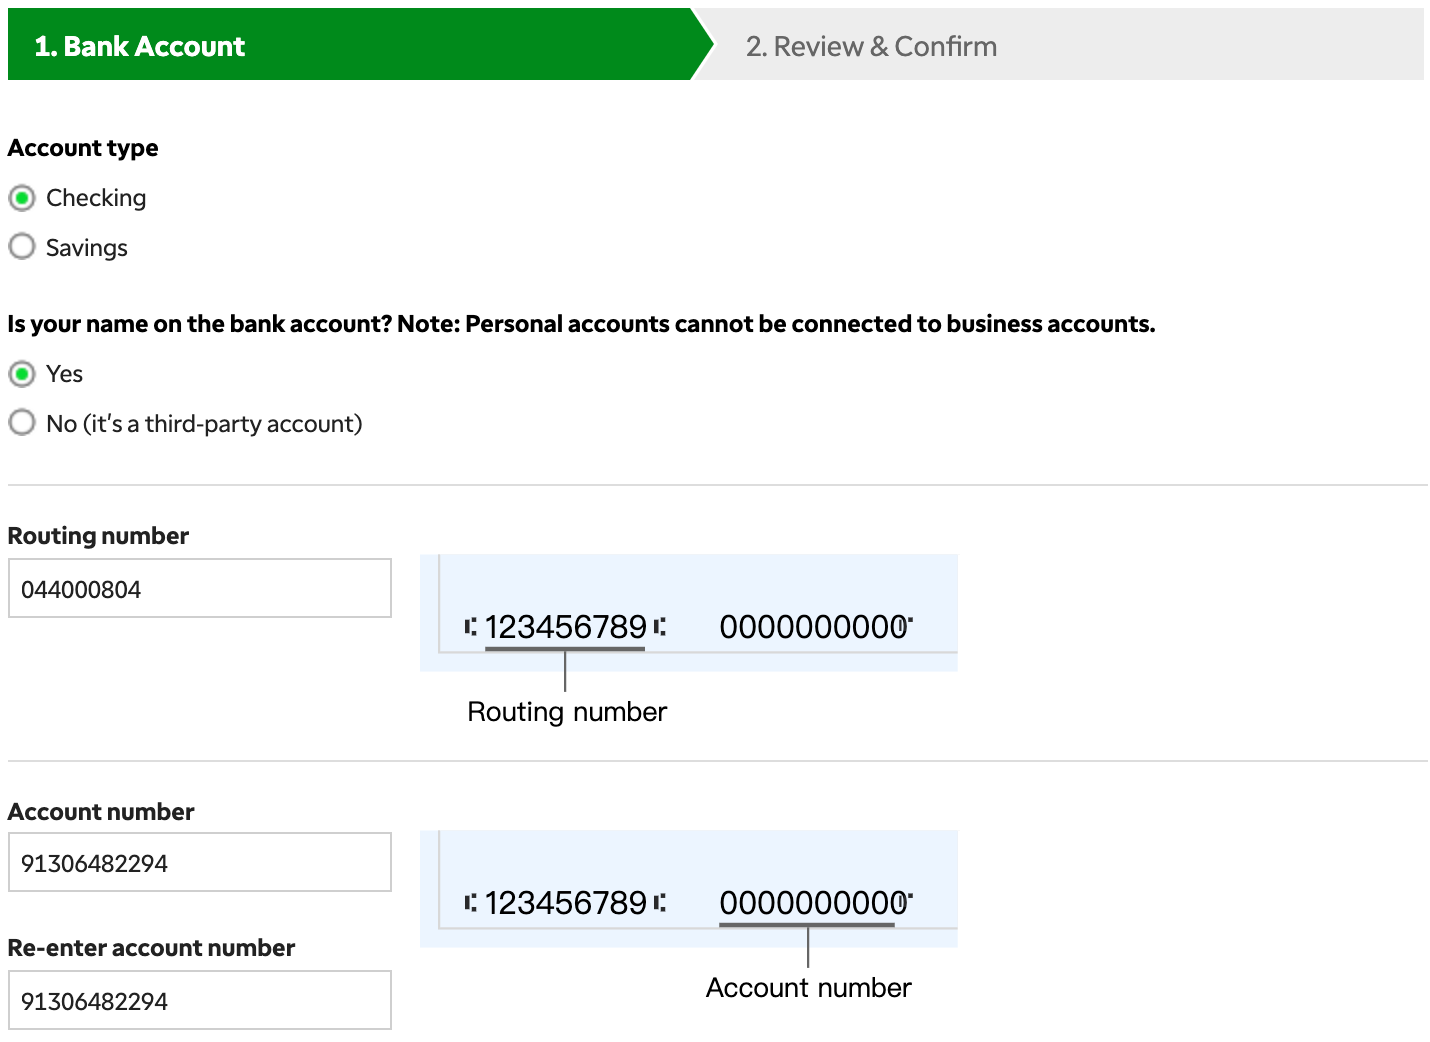 1. Bank Account
2. Review & Confirm
Account type
Checking
Savings
Is your name on the bank account? Note: Personal accounts cannot be connected to business accounts.
Yes
No (it's a third-party account)
Routing number
044000804
⑆123456789⑆ 0000000000⑈
Routing number
Account number
91306482294
⑆123456789⑆ 0000000000⑈
Account number
Re-enter account number
91306482294